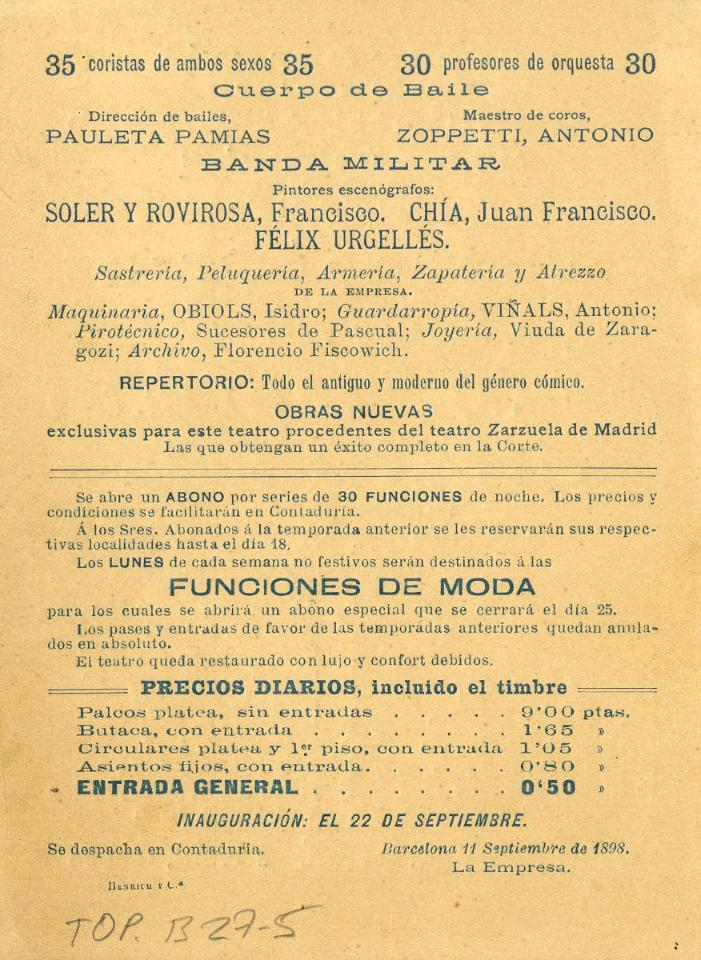 35 coristas de ambos sexos 35 30 profesores de orquesta 30
Cuerpo de Baile
Dirección de bailes, Maestro de coros,
PAULETA PAMIAS ZOPPETTI, ANTONIO
BANDA MILITAR
Pintores escenógrafos:
SOLER Y ROVIROSA, Francisco. CHÍA, Juan Francisco.
FÉLIX URGELLÉS.
Sastrería, Peluquería, Armería, Zapatería y Atrezzo
DE LA EMPRESA.
Maquinaria, OBIOLS, Isidro; Guardarropía, VIÑALS, Antonio;
Pirotécnico, Sucesores de Pascual; Joyería, Viuda de Zara-
gozi; Archivo, Florencio Fiscowich.
REPERTORIO: Todo el antiguo y moderno del género cómico.
OBRAS NUEVAS
exclusivas para este teatro procedentes del teatro Zarzuela de Madrid
Las que obtengan un éxito completo en la Corte.
Se abre un ABONO por series de 30 FUNCIONES de noche. Los precios y
condiciones se facilitarán en Contaduría.
Á los Sres. Abonados á la temporada anterior se les reservarán sus respec-
tivas localidades hasta el día 18.
Los LUNES de cada semana no festivos serán destinados á las
FUNCIONES DE MODA
para los cuales se abrirá un abono especial que se cerrará el día 25.
Los pases y entradas de favor de las temporadas anteriores quedan anula-
dos en absoluto.
El teatro queda restaurado con lujo y confort debidos.
PRECIOS DIARIOS, incluido el timbre
Palcos platea, sin entradas . . . . . 9'00 ptas.
Butaca, con entrada . . . . . . . . 1'65 »
Circulares platea y 1er piso, con entrada 1'05 »
Asientos fijos, con entrada. . . . . . 0'80 »
ENTRADA GENERAL . . . . . . . . 0'50 »
INAUGURACIÓN: EL 22 DE SEPTIEMBRE.
Se despacha en Contaduría. Barcelona 11 Septiembre de 1898.
La Empresa.
HENRICH Y C.ª
TOP. B 27-5